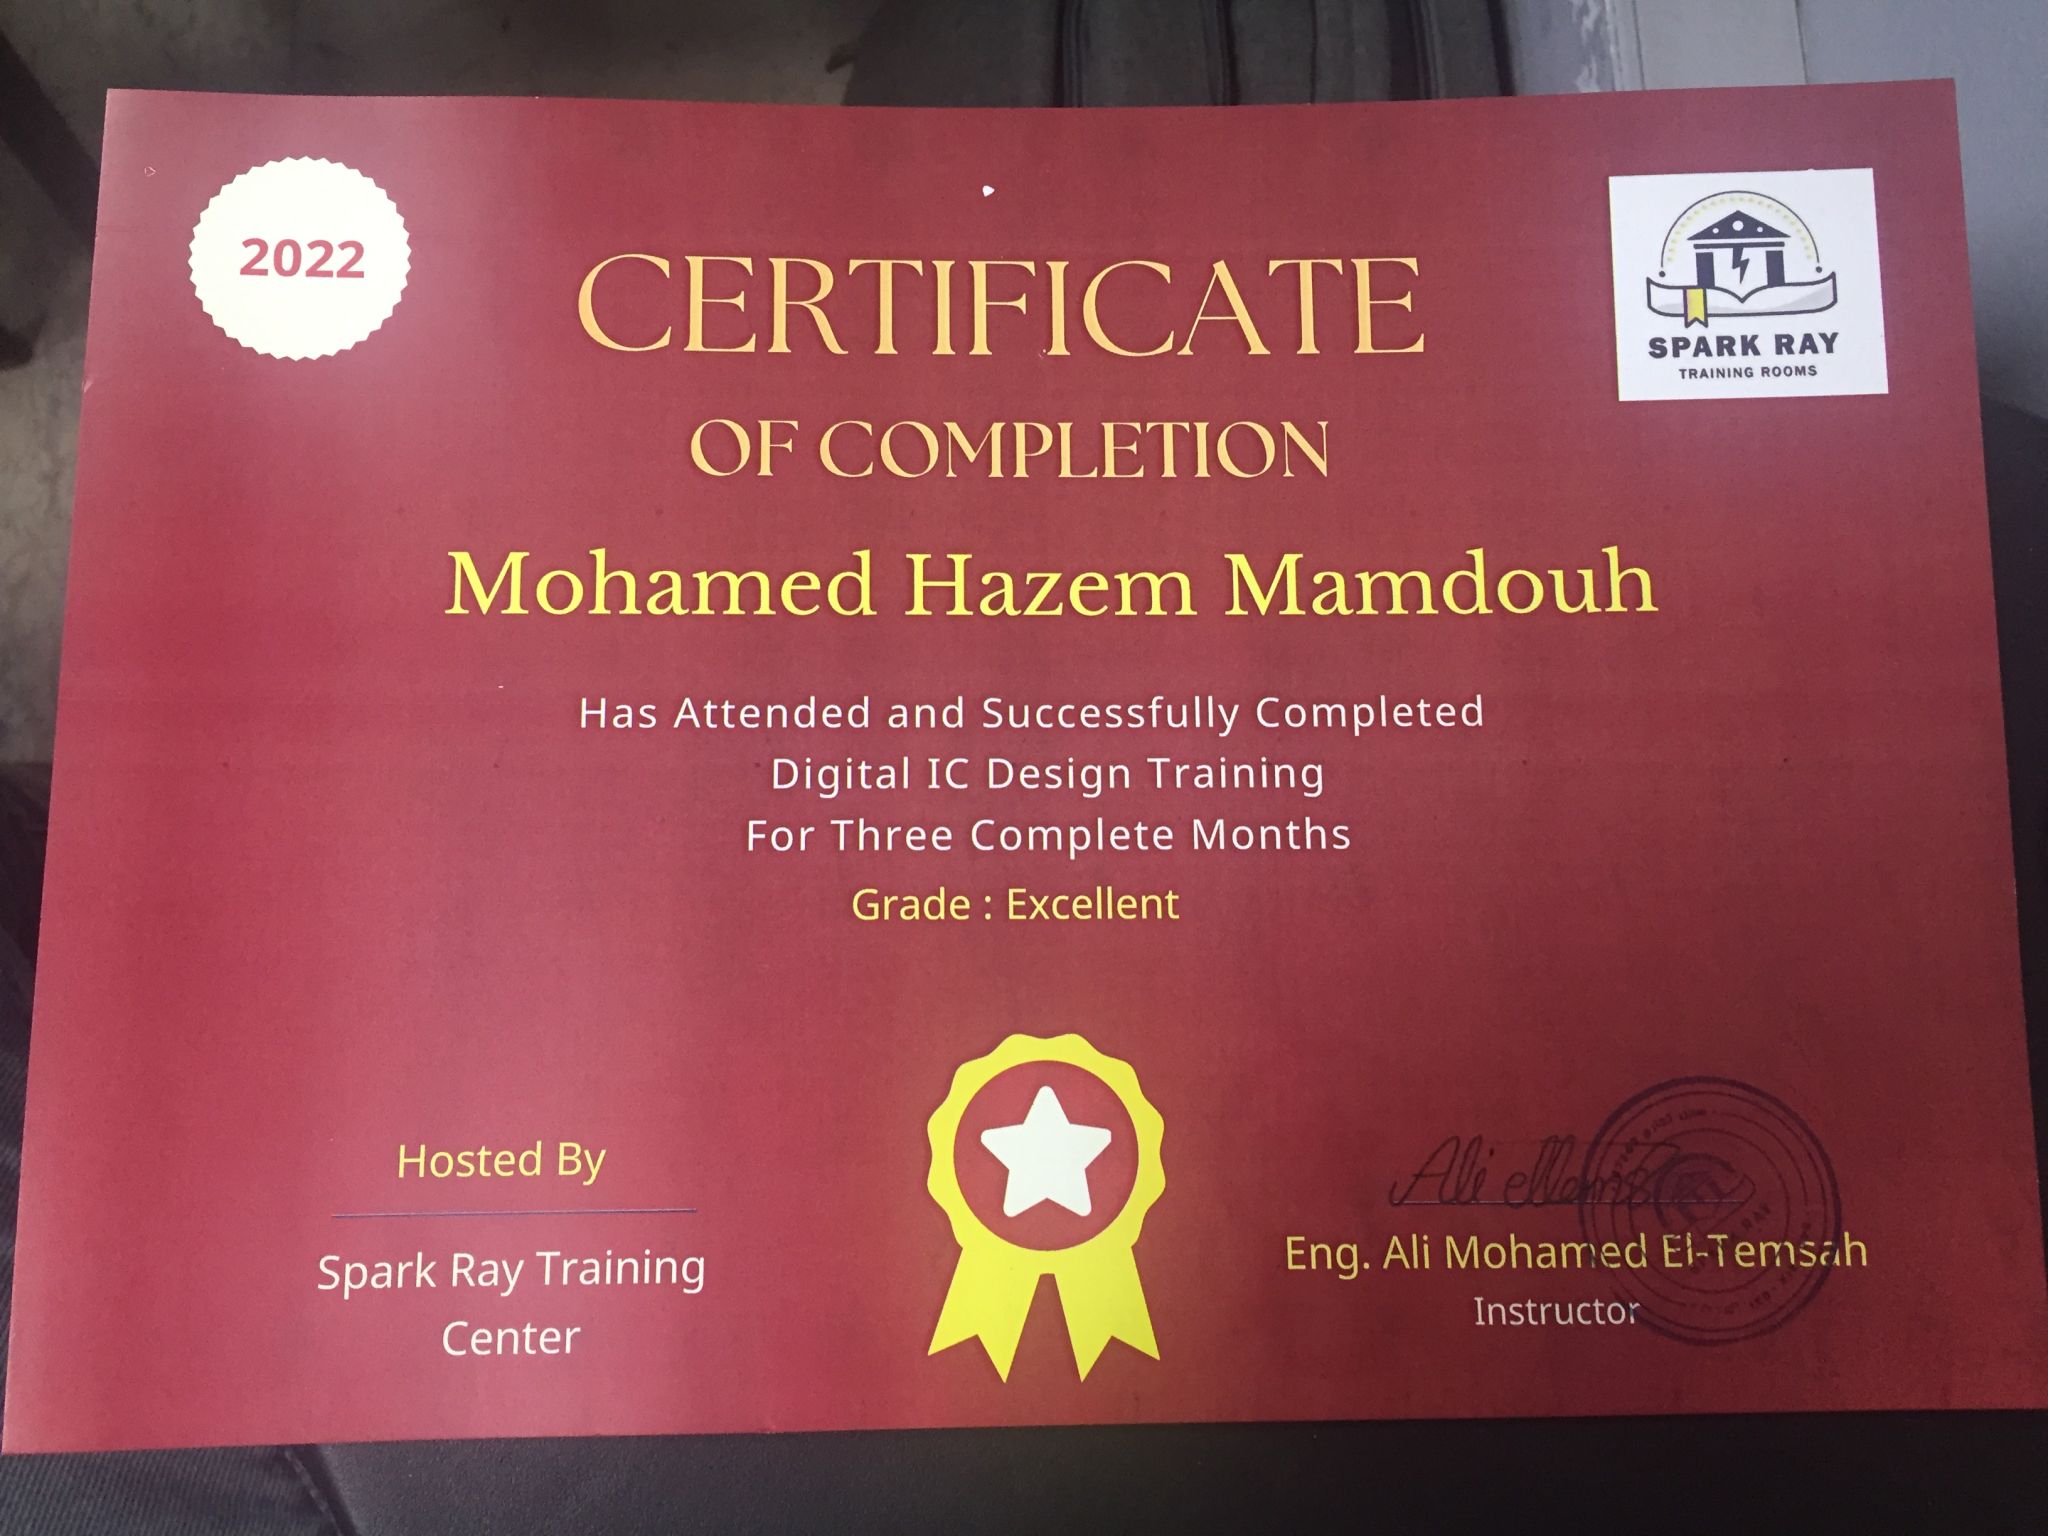 2022
SPARK RAY
TRAINING ROOMS
CERTIFICATE
OF COMPLETION
Mohamed Hazem Mamdouh
Has Attended and Successfully Completed
Digital IC Design Training
For Three Complete Months
Grade : Excellent
Hosted By
Spark Ray Training
Center
Eng. Ali Mohamed El-Temsah
Instructor